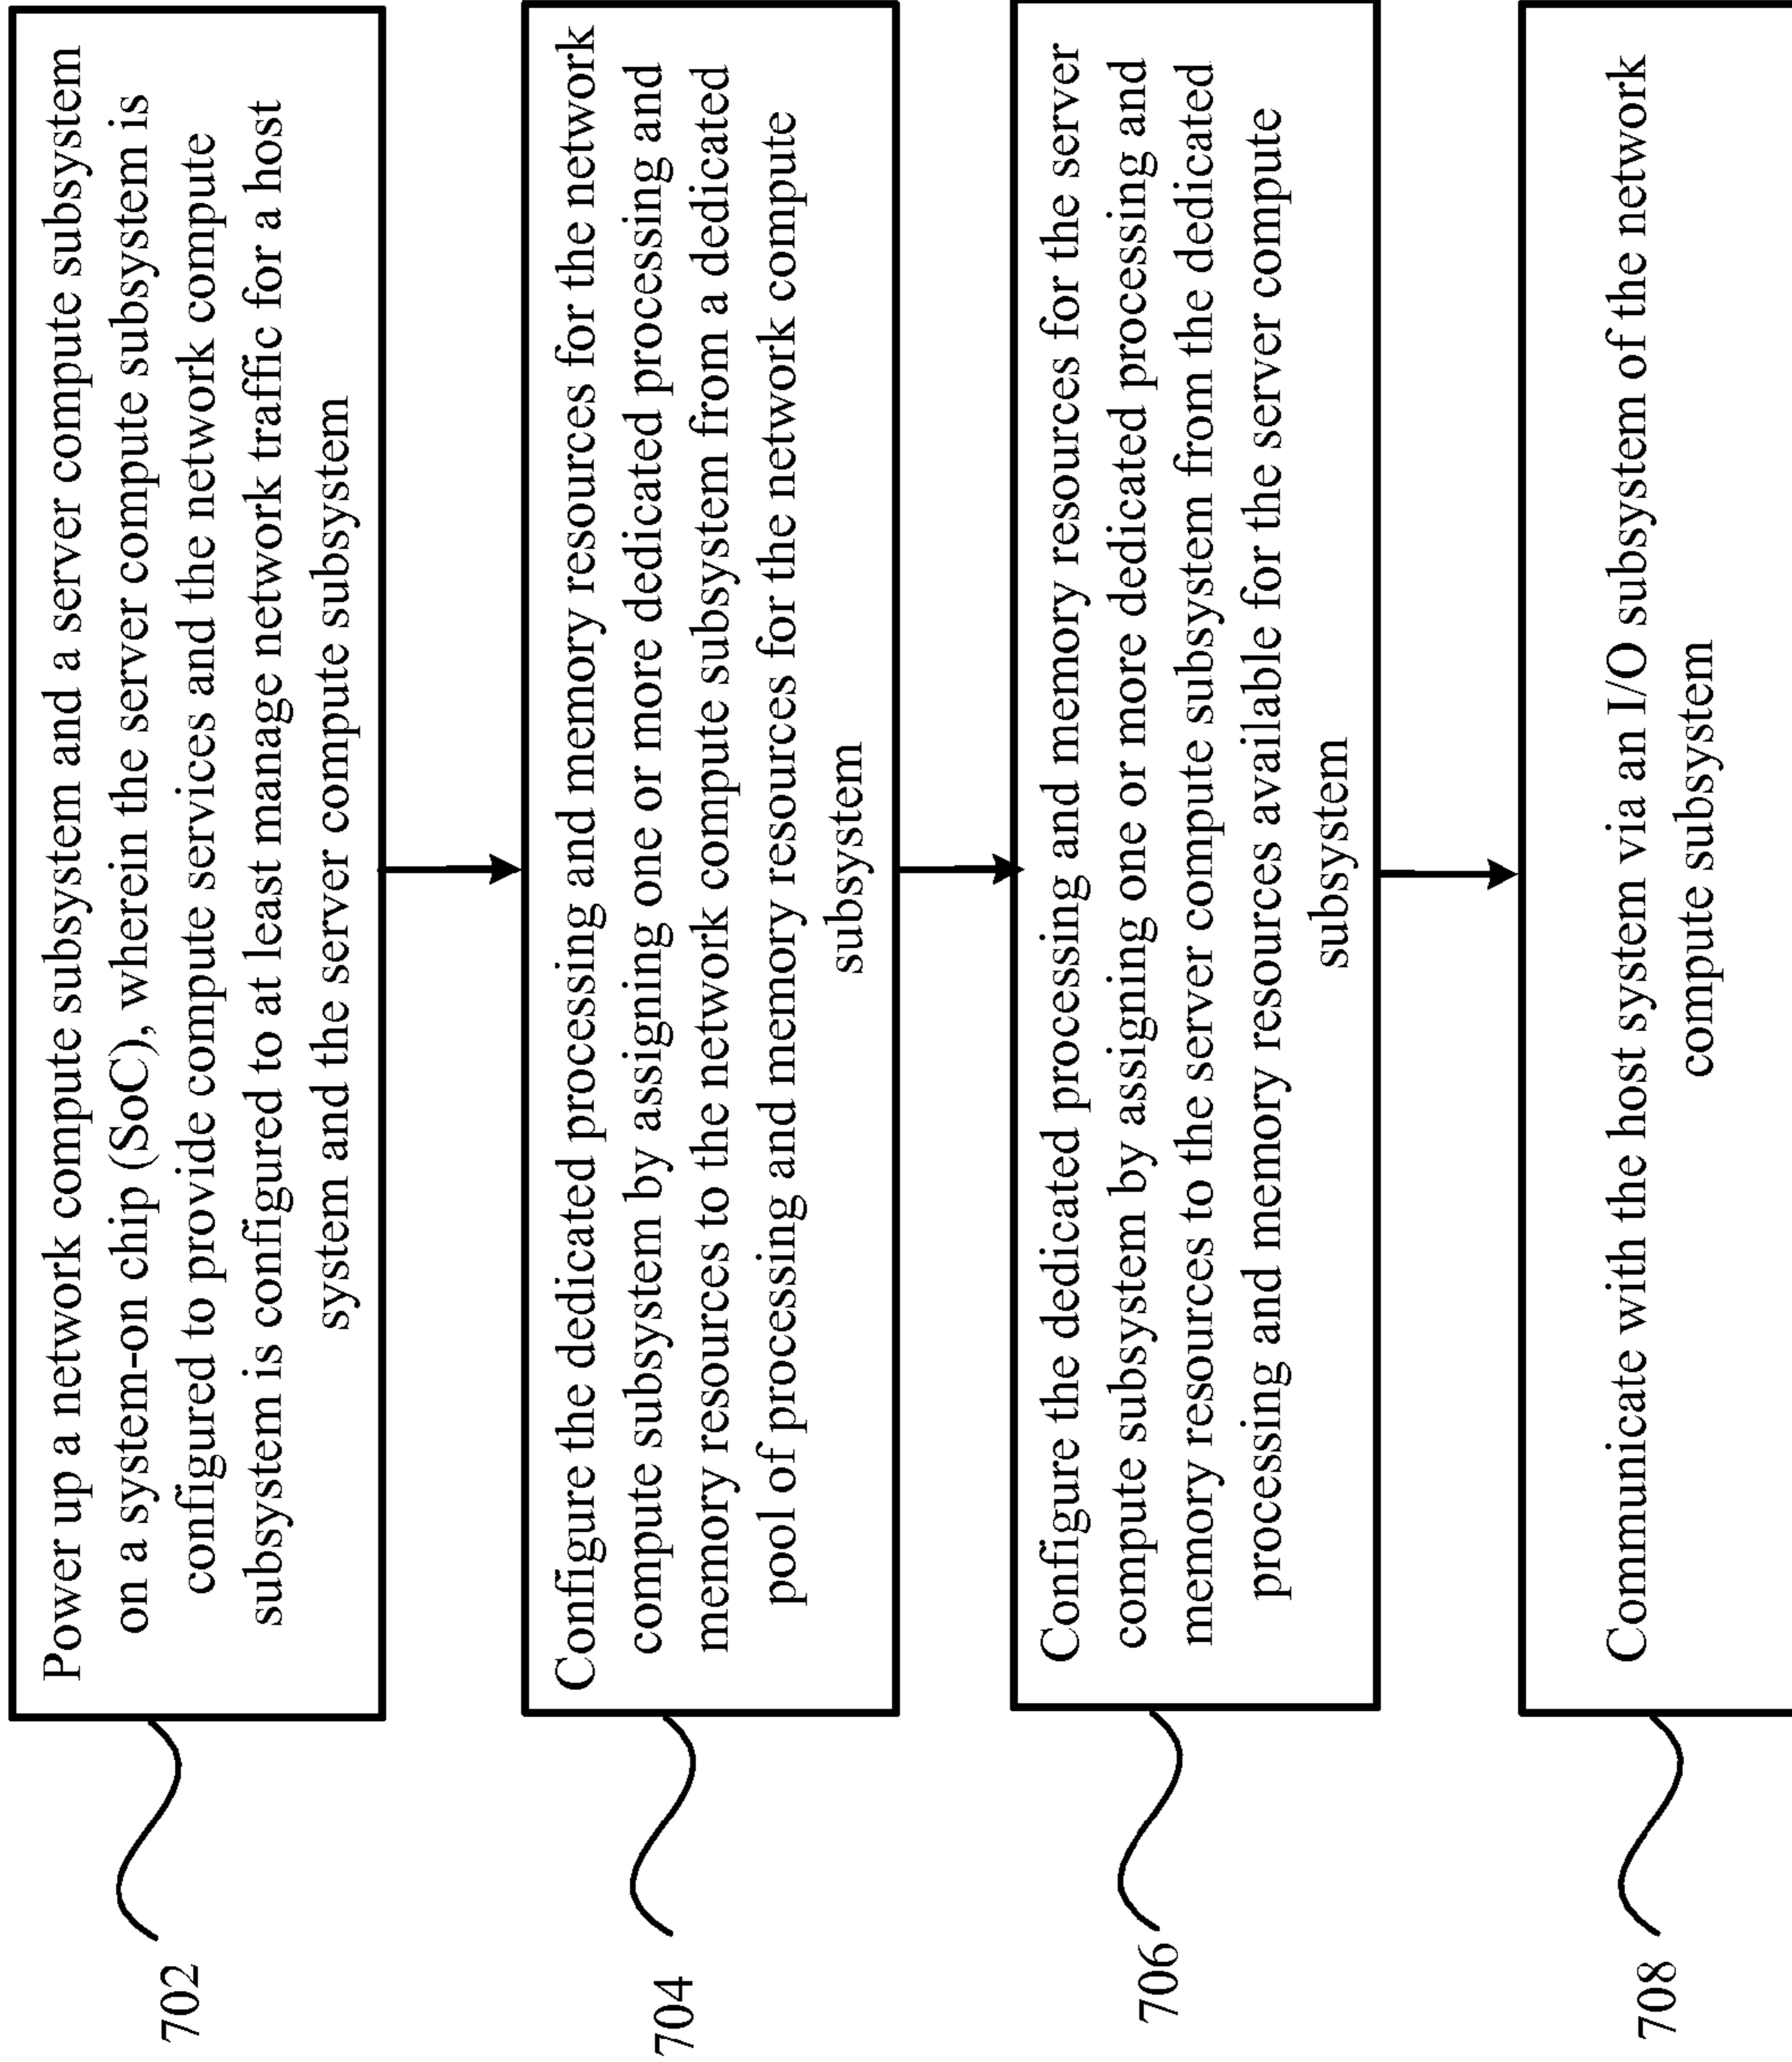 702
Power up a network compute subsystem and a server compute subsystem
on a system-on chip (SoC), wherein the server compute subsystem is
configured to provide compute services and the network compute
subsystem is configured to at least manage network traffic for a host
system and the server compute subsystem
704
Configure the dedicated processing and memory resources for the network
compute subsystem by assigning one or more dedicated processing and
memory resources to the network compute subsystem from a dedicated
pool of processing and memory resources for the network compute
subsystem
706
Configure the dedicated processing and memory resources for the server
compute subsystem by assigning one or more dedicated processing and
memory resources to the server compute subsystem from the dedicated
processing and memory resources available for the server compute
subsystem
708
Communicate with the host system via an I/O subsystem of the network
compute subsystem